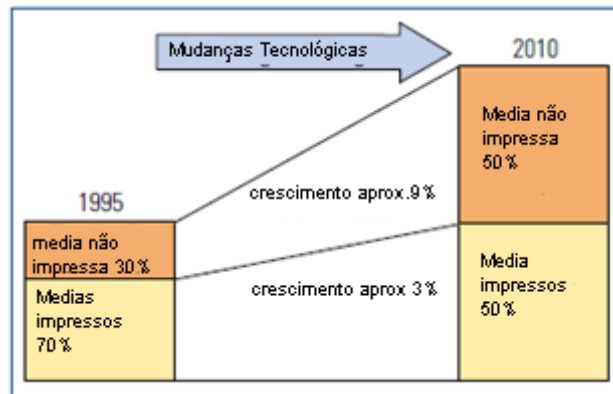 Mudanças Tecnológicas
2010
Media não
impressa
50%
crescimento aprox.9%
1995
media não
impressa 30%
Medias
impressos
70%
crescimento aprox 3%
Media
impressos
50%